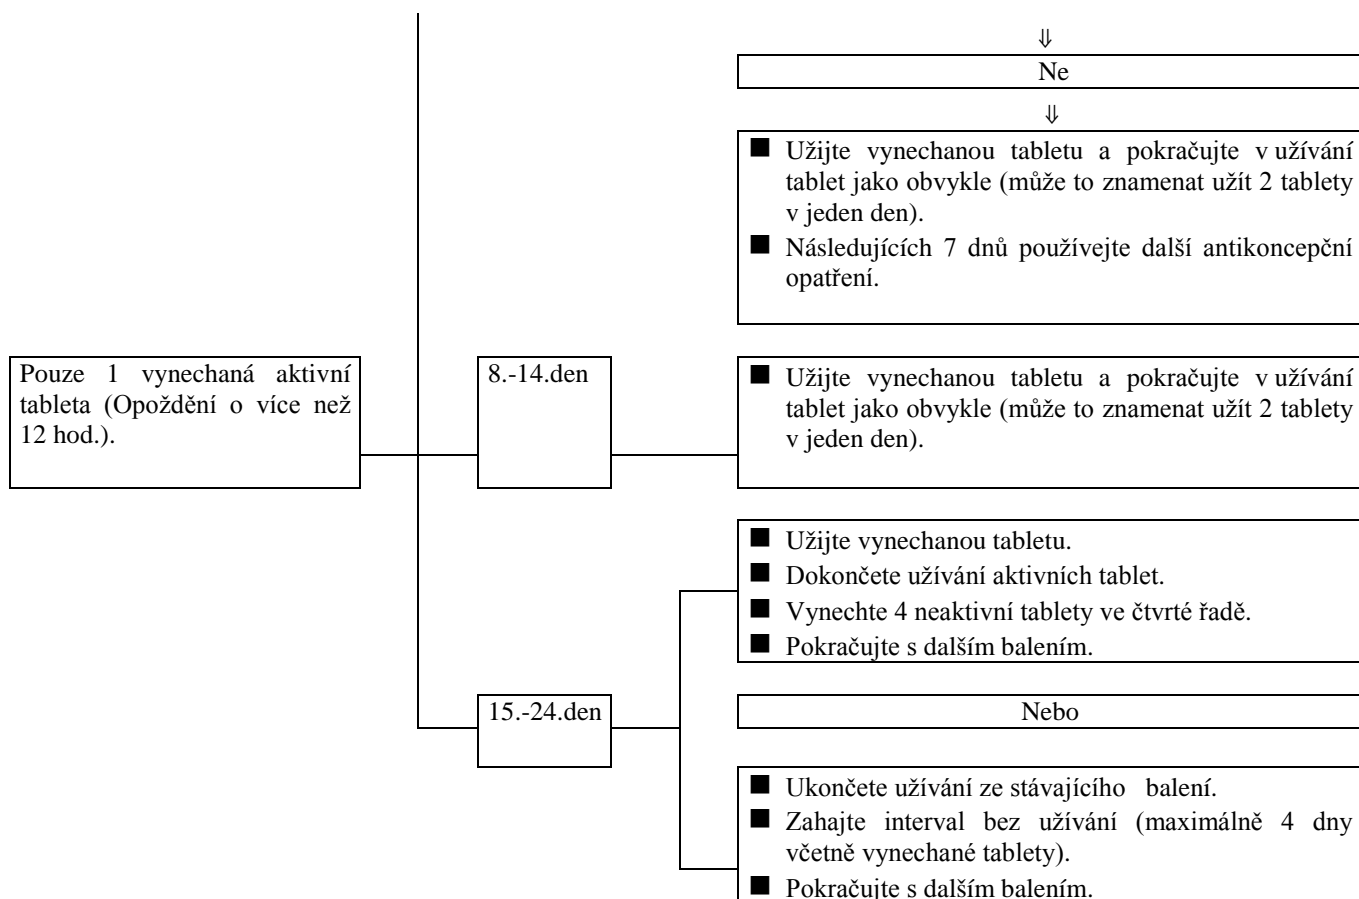 ⇓
Ne
⇓
■ Užijte vynechanou tabletu a pokračujte v užívání
tablet jako obvykle (může to znamenat užít 2 tablety
v jeden den).
■ Následujících 7 dnů používejte další antikoncepční
opatření.
Pouze 1 vynechaná aktivní
tableta (Opoždění o více než
12 hod.).
8.-14.den
■ Užijte vynechanou tabletu a pokračujte v užívání
tablet jako obvykle (může to znamenat užít 2 tablety
v jeden den).
■ Užijte vynechanou tabletu.
■ Dokončete užívání aktivních tablet.
■ Vynechte 4 neaktivní tablety ve čtvrté řadě.
■ Pokračujte s dalším balením.
15.-24.den
Nebo
■ Ukončete užívání ze stávajícího balení.
■ Zahajte interval bez užívání (maximálně 4 dny
včetně vynechané tablety).
■ Pokračujte s dalším balením.